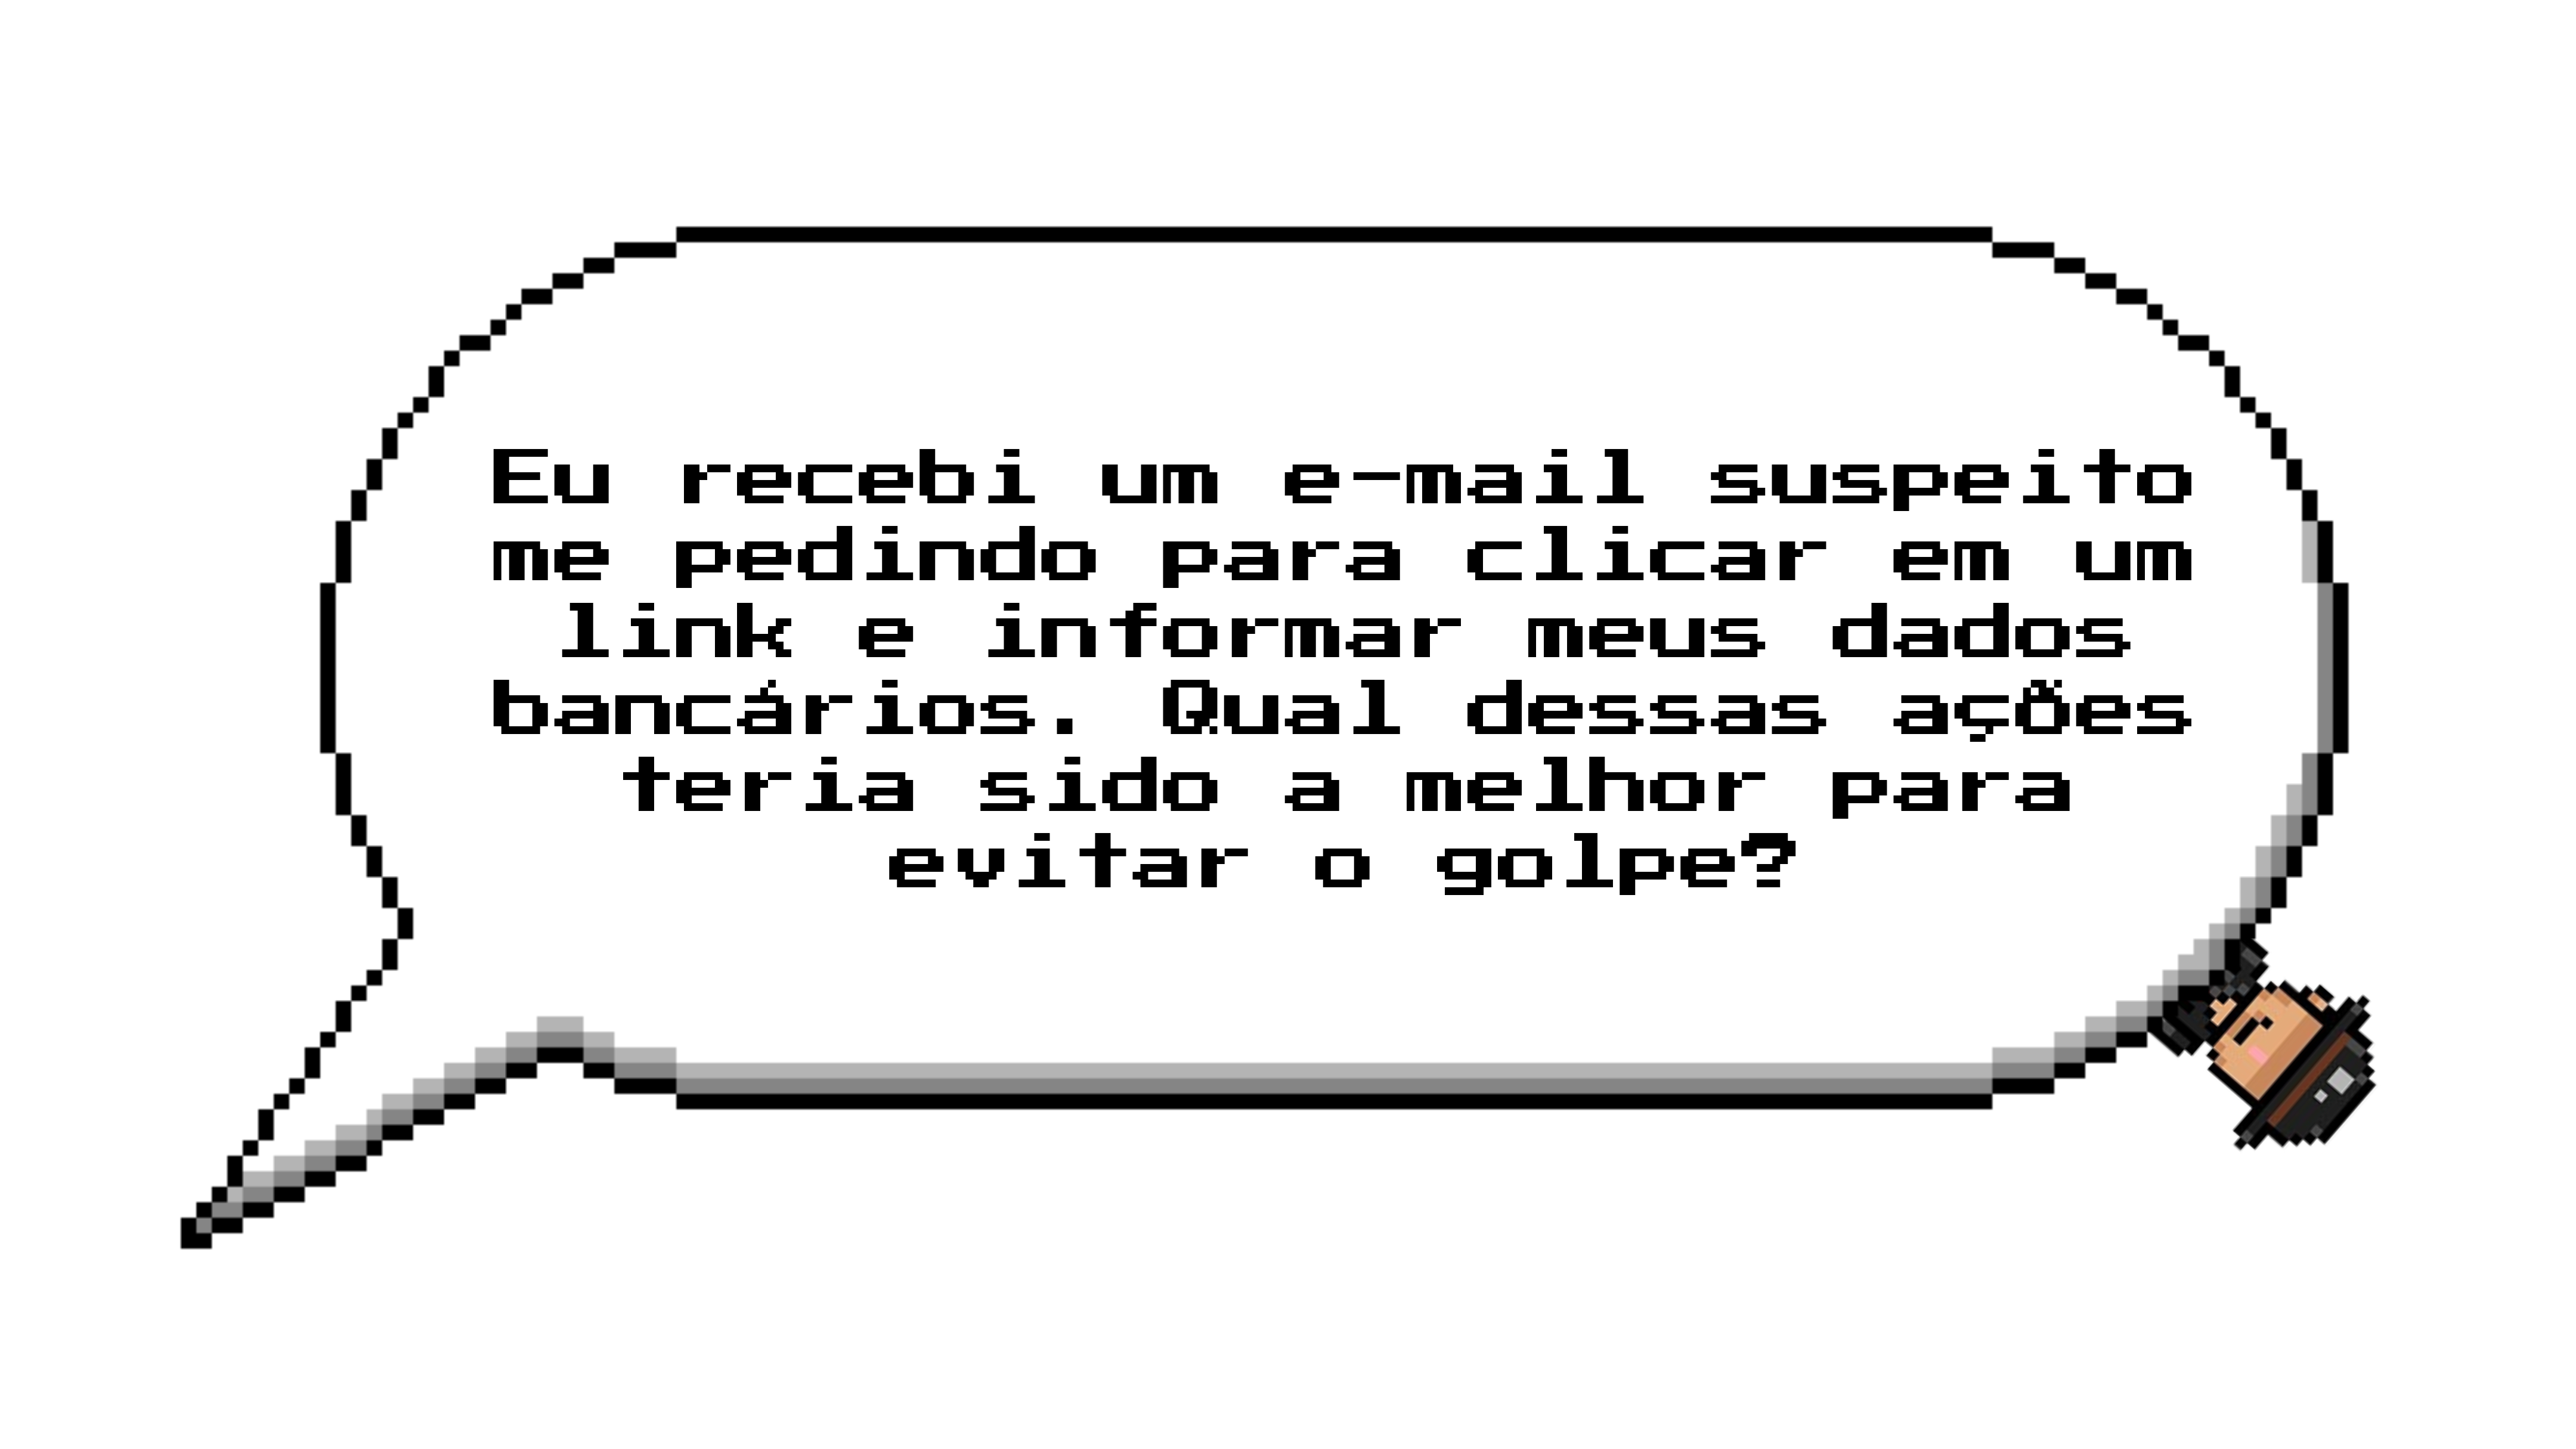 Eu recebi um e-mail suspeito
me pedindo para clicar em um
link e informar meus dados
bancários. Qual dessas ações
teria sido a melhor para
evitar o golpe?